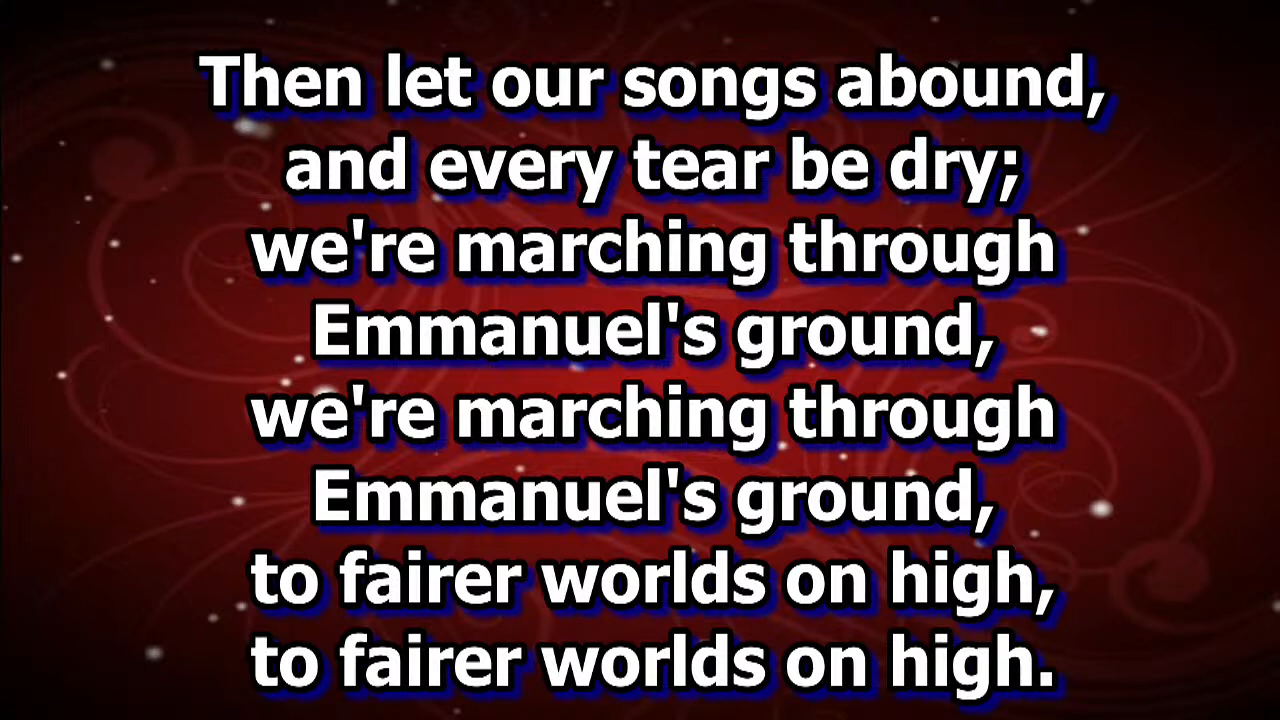 Then let our songs abound,
and every tear be dry;
we're marching through
Emmanuel's ground,
we're marching through
Emmanuel's ground,
to fairer worlds on high,
to fairer worlds on high.